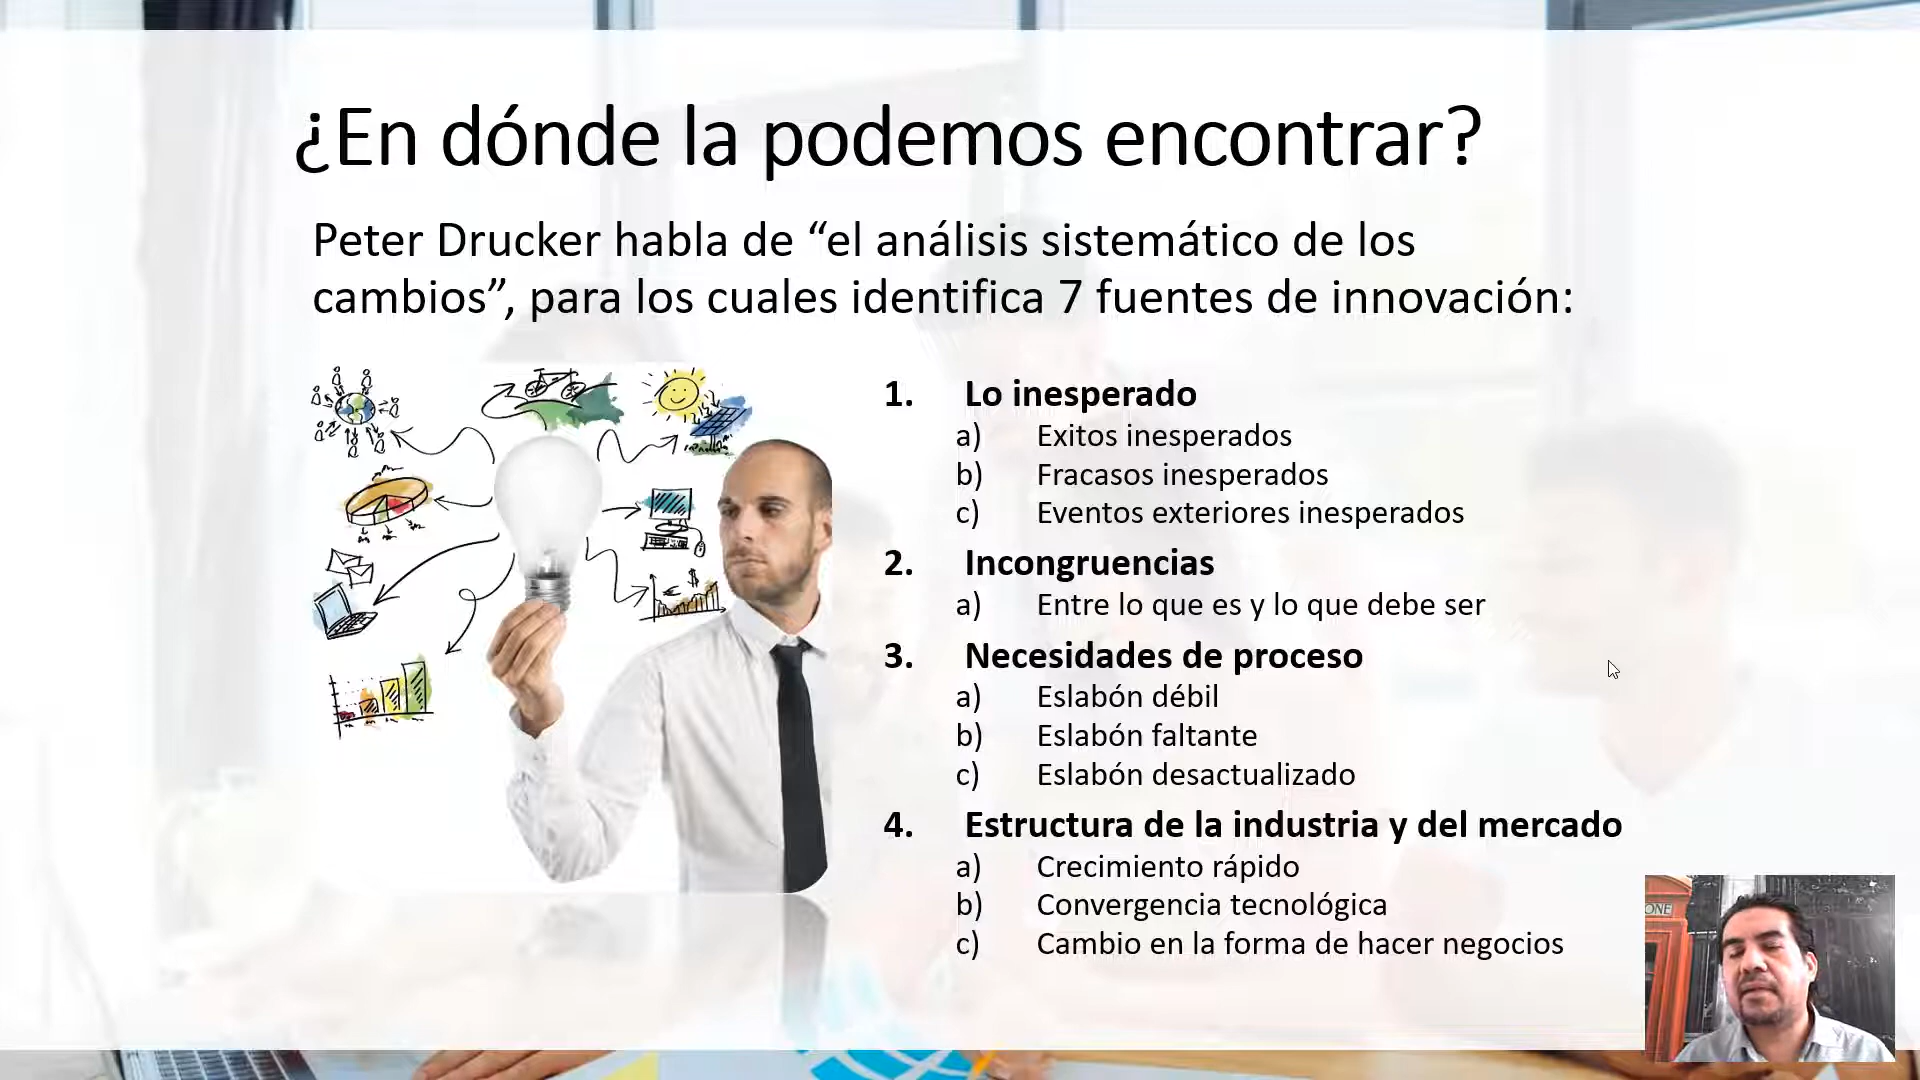 ¿En dónde la podemos encontrar?
Peter Drucker habla de “el análisis sistemático de los
cambios”, para los cuales identifica 7 fuentes de innovación:
1. Lo inesperado
a) Exitos inesperados
b) Fracasos inesperados
c) Eventos exteriores inesperados
2. Incongruencias
a) Entre lo que es y lo que debe ser
3. Necesidades de proceso
a) Eslabón débil
b) Eslabón faltante
c) Eslabón desactualizado
4. Estructura de la industria y del mercado
a) Crecimiento rápido
b) Convergencia tecnológica
c) Cambio en la forma de hacer negocios
ONE